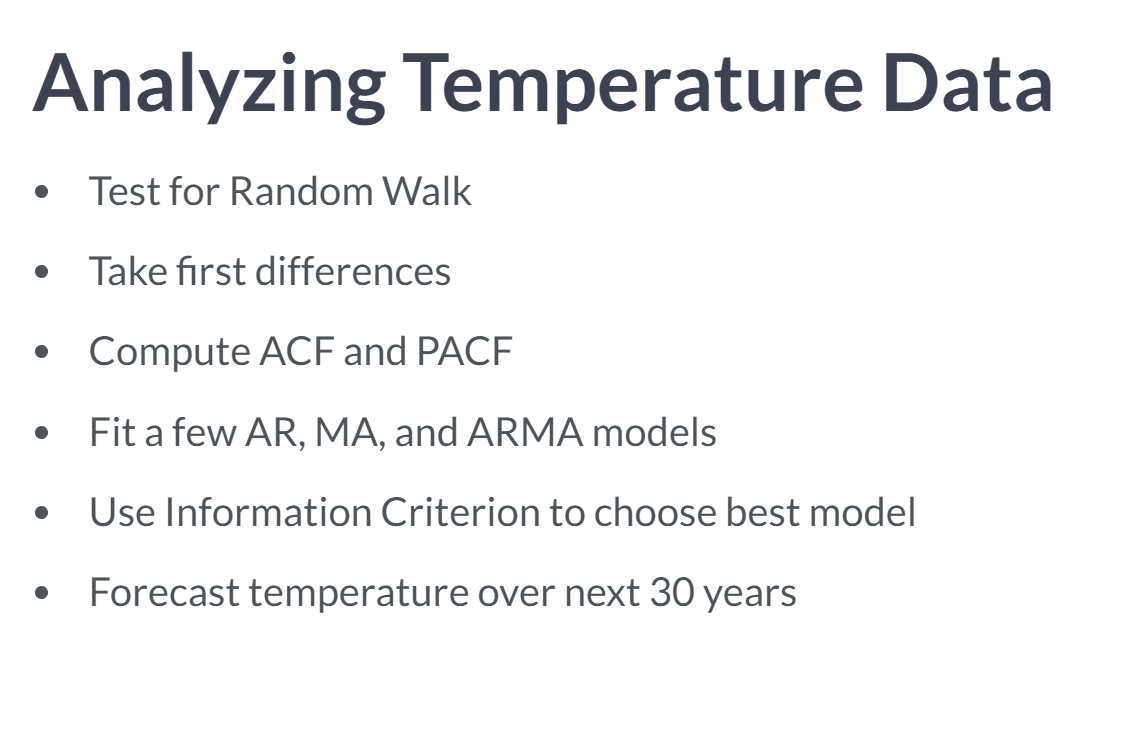 Analyzing Temperature Data
• Test for Random Walk
• Take first differences
• Compute ACF and PACF
• Fit a few AR, MA, and ARMA models
• Use Information Criterion to choose best model
• Forecast temperature over next 30 years